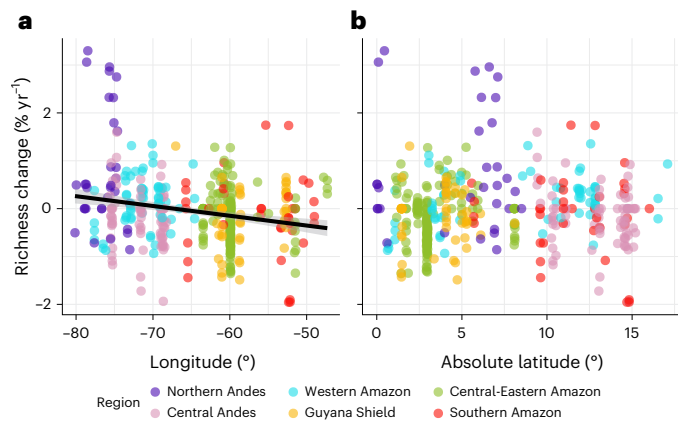 a
b
Richness change (% yr⁻¹)
2
0
−2
−80
−70
−60
−50
0
5
10
15
Longitude (°)
Absolute latitude (°)
Region
Northern Andes
Western Amazon
Central-Eastern Amazon
Central Andes
Guyana Shield
Southern Amazon